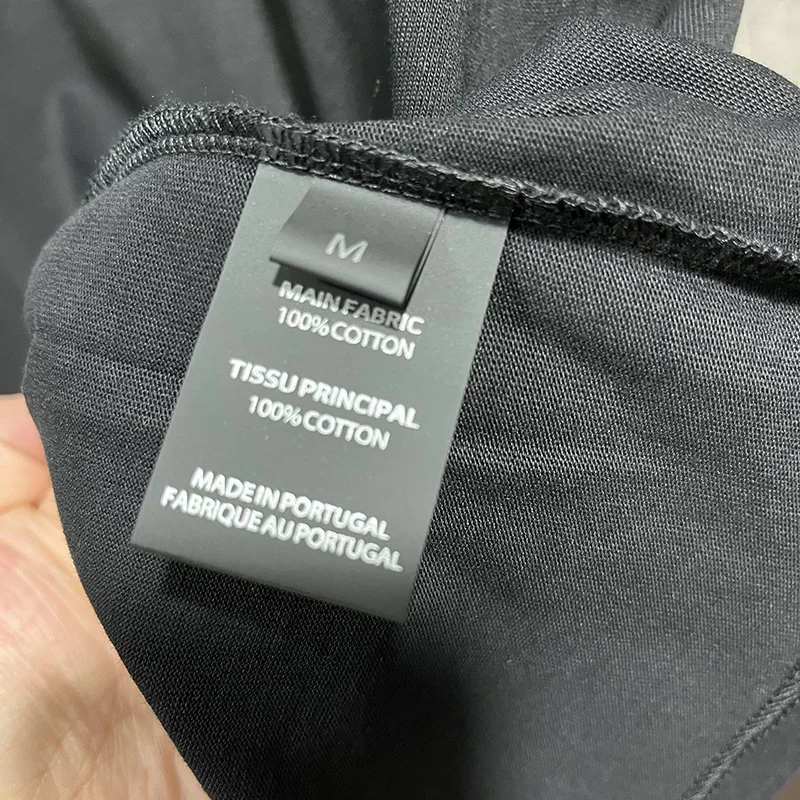 M
MAIN FABRIC
100% COTTON
TISSU PRINCIPAL
100% COTTON
MADE IN PORTUGAL
FABRIQUE AU PORTUGAL